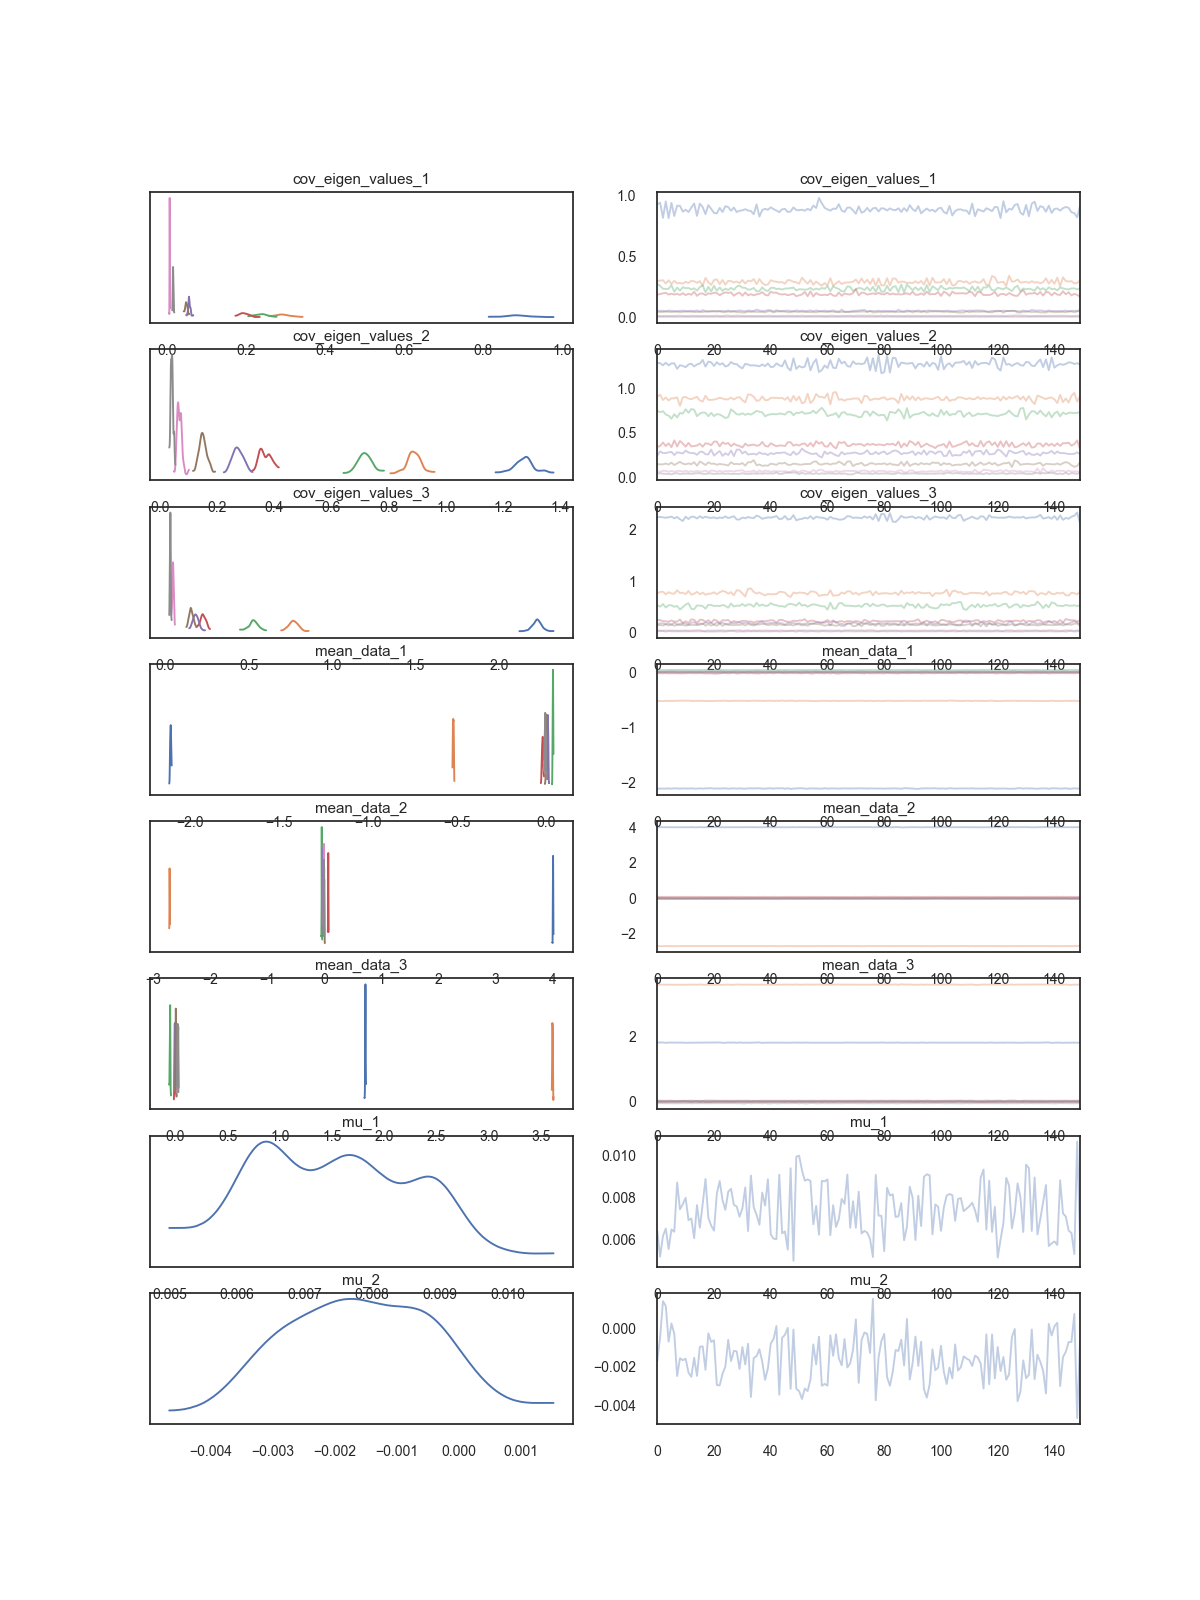 cov_eigen_values_1 cov_eigen_values_1
1.0
0.5
0.0
0.0 0.2 0.4 0.6 0.8 1.0 0 20 40 60 80 100 120 140
cov_eigen_values_2 cov_eigen_values_2
1.0
0.5
0.0
0.0 0.2 0.4 0.6 0.8 1.0 1.2 1.4 0 20 40 60 80 100 120 140
cov_eigen_values_3 cov_eigen_values_3
2
1
0
0.0 0.5 1.0 1.5 2.0 0 20 40 60 80 100 120 140
mean_data_1 mean_data_1
0
−1
−2
−2.0 −1.5 −1.0 −0.5 0.0 0 20 40 60 80 100 120 140
mean_data_2 mean_data_2
4
2
0
−2
−3 −2 −1 0 1 2 3 4 0 20 40 60 80 100 120 140
mean_data_3 mean_data_3
2
0
0.0 0.5 1.0 1.5 2.0 2.5 3.0 3.5 0 20 40 60 80 100 120 140
mu_1 mu_1
0.010
0.008
0.006
0.005 0.006 0.007 0.008 0.009 0.010 0 20 40 60 80 100 120 140
mu_2 mu_2
0.000
−0.002
−0.004
−0.004 −0.003 −0.002 −0.001 0.000 0.001 0 20 40 60 80 100 120 140